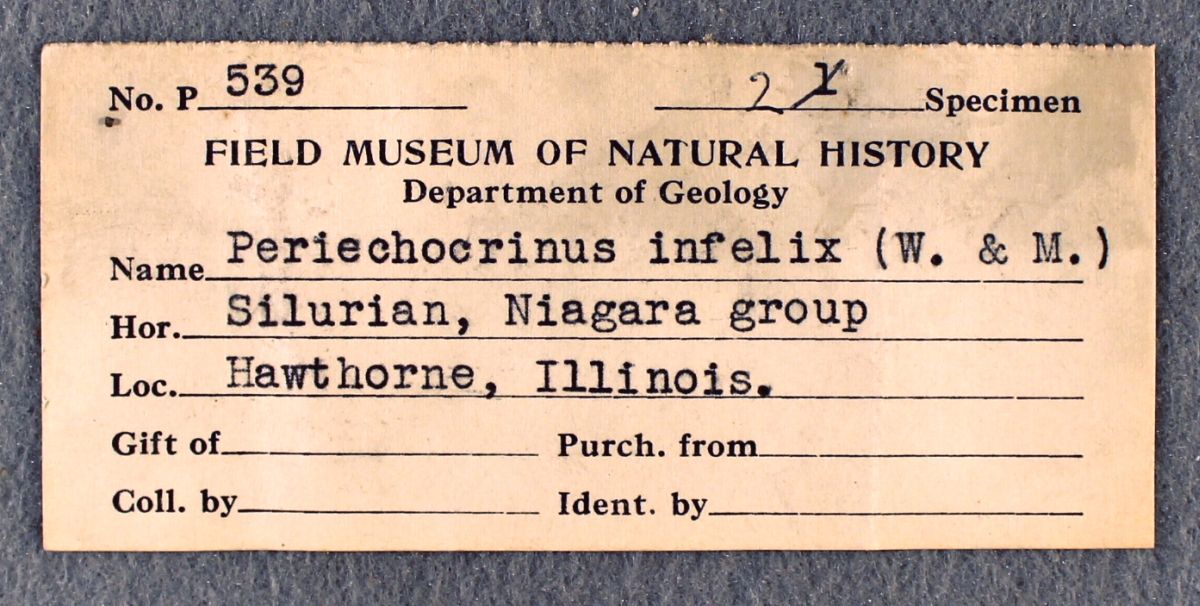 No. P 539 2 1 Specimen
FIELD MUSEUM OF NATURAL HISTORY
Department of Geology
Name Periechocrinus infelix (W. & M.)
Hor. Silurian, Niagara group
Loc. Hawthorne, Illinois.
Gift of Purch. from
Coll. by Ident. by